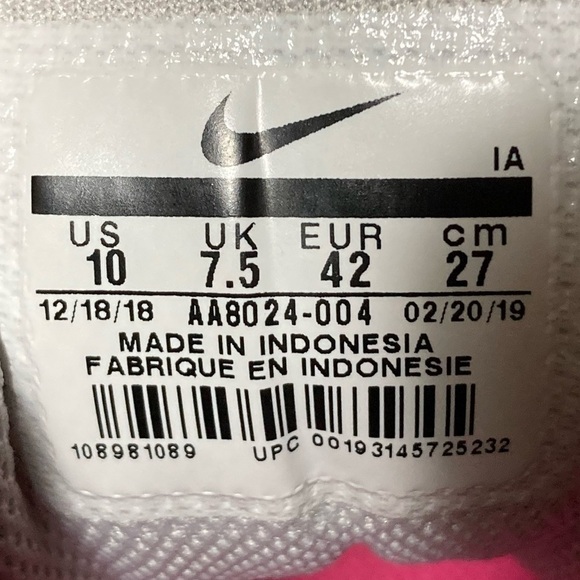 IA
US UK EUR cm
10 7.5 42 27
12/18/18 AA8024-004 02/20/19
MADE IN INDONESIA
FABRIQUE EN INDONESIE
108981089 UPC 00193145725232